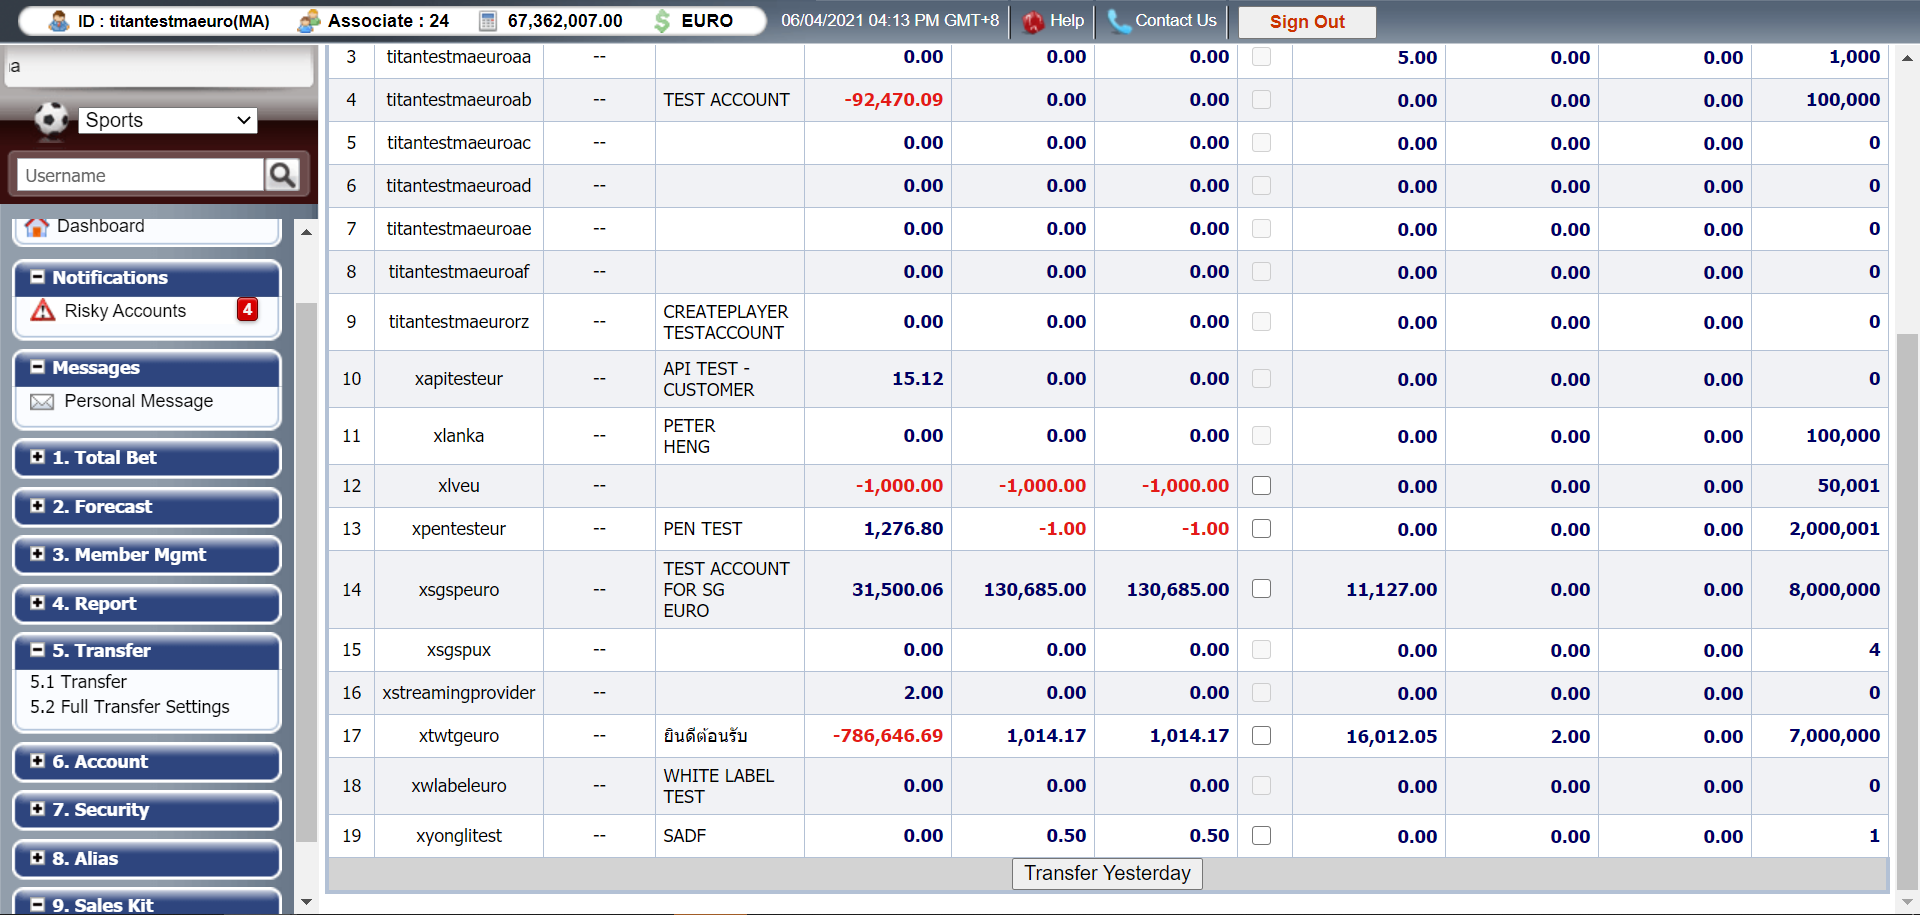 ID : titantestmaeuro(MA) Associate : 24 67,362,007.00 EURO 06/04/2021 04:13 PM GMT+8 Help Contact Us Sign Out
Sports
Username
Dashboard
Notifications
Risky Accounts 4
Messages
Personal Message
1. Total Bet
2. Forecast
3. Member Mgmt
4. Report
5. Transfer
5.1 Transfer
5.2 Full Transfer Settings
6. Account
7. Security
8. Alias
9. Sales Kit
3 titantestmaeuroaa -- 0.00 0.00 0.00 5.00 0.00 0.00 1,000
4 titantestmaeuroab -- TEST ACCOUNT -92,470.09 0.00 0.00 0.00 0.00 0.00 100,000
5 titantestmaeuroac -- 0.00 0.00 0.00 0.00 0.00 0.00 0
6 titantestmaeuroad -- 0.00 0.00 0.00 0.00 0.00 0.00 0
7 titantestmaeuroae -- 0.00 0.00 0.00 0.00 0.00 0.00 0
8 titantestmaeuroaf -- 0.00 0.00 0.00 0.00 0.00 0.00 0
9 titantestmaeurorz -- CREATEPLAYER
TESTACCOUNT 0.00 0.00 0.00 0.00 0.00 0.00 0
10 xapitesteur -- API TEST -
CUSTOMER 15.12 0.00 0.00 0.00 0.00 0.00 0
11 xlanka -- PETER
HENG 0.00 0.00 0.00 0.00 0.00 0.00 100,000
12 xlveu -- -1,000.00 -1,000.00 -1,000.00 0.00 0.00 0.00 50,001
13 xpentesteur -- PEN TEST 1,276.80 -1.00 -1.00 0.00 0.00 0.00 2,000,001
14 xsgspeuro -- TEST ACCOUNT
FOR SG
EURO 31,500.06 130,685.00 130,685.00 11,127.00 0.00 0.00 8,000,000
15 xsgspux -- 0.00 0.00 0.00 0.00 0.00 0.00 4
16 xstreamingprovider -- 2.00 0.00 0.00 0.00 0.00 0.00 0
17 xtwtgeuro -- ยินดีต้อนรับ -786,646.69 1,014.17 1,014.17 16,012.05 2.00 0.00 7,000,000
18 xwlabeleuro -- WHITE LABEL
TEST 0.00 0.00 0.00 0.00 0.00 0.00 0
19 xyonglitest -- SADF 0.00 0.50 0.50 0.00 0.00 0.00 1
Transfer Yesterday